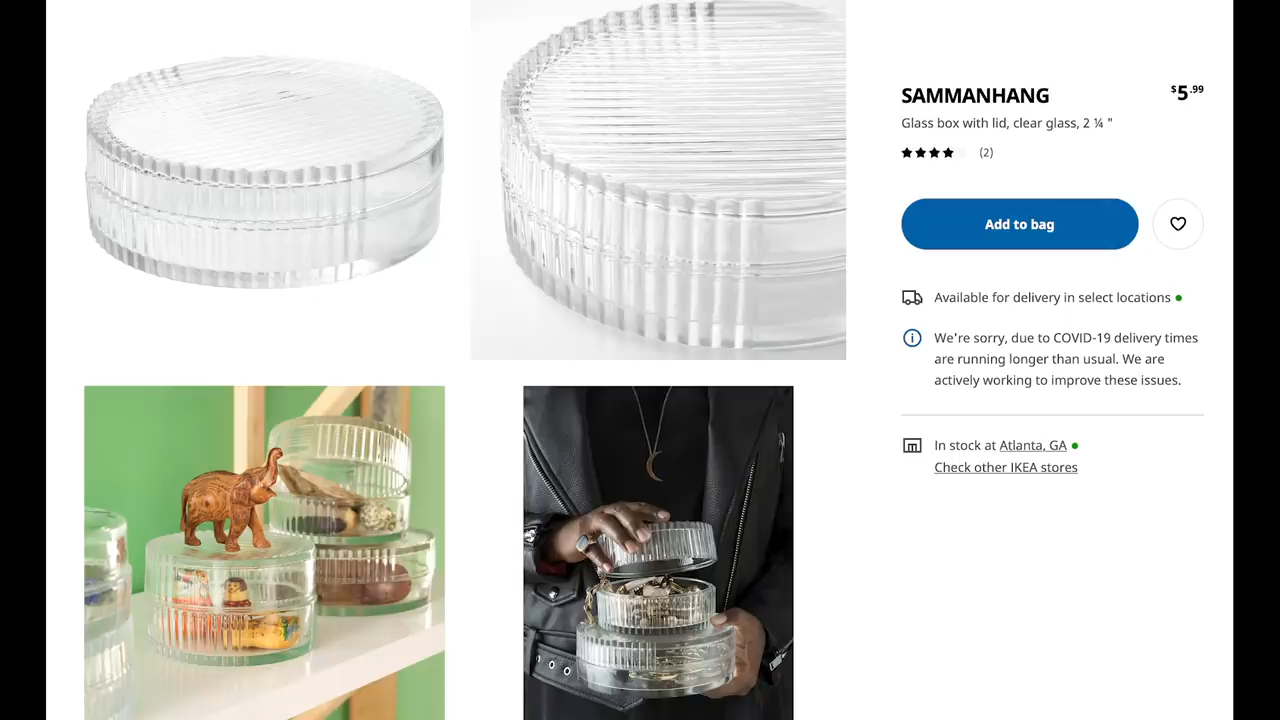 SAMMANHANG
$5.99
Glass box with lid, clear glass, 2 ¼ "
(2)
Add to bag
Available for delivery in select locations
We're sorry, due to COVID-19 delivery times
are running longer than usual. We are
actively working to improve these issues.
In stock at Atlanta, GA
Check other IKEA stores